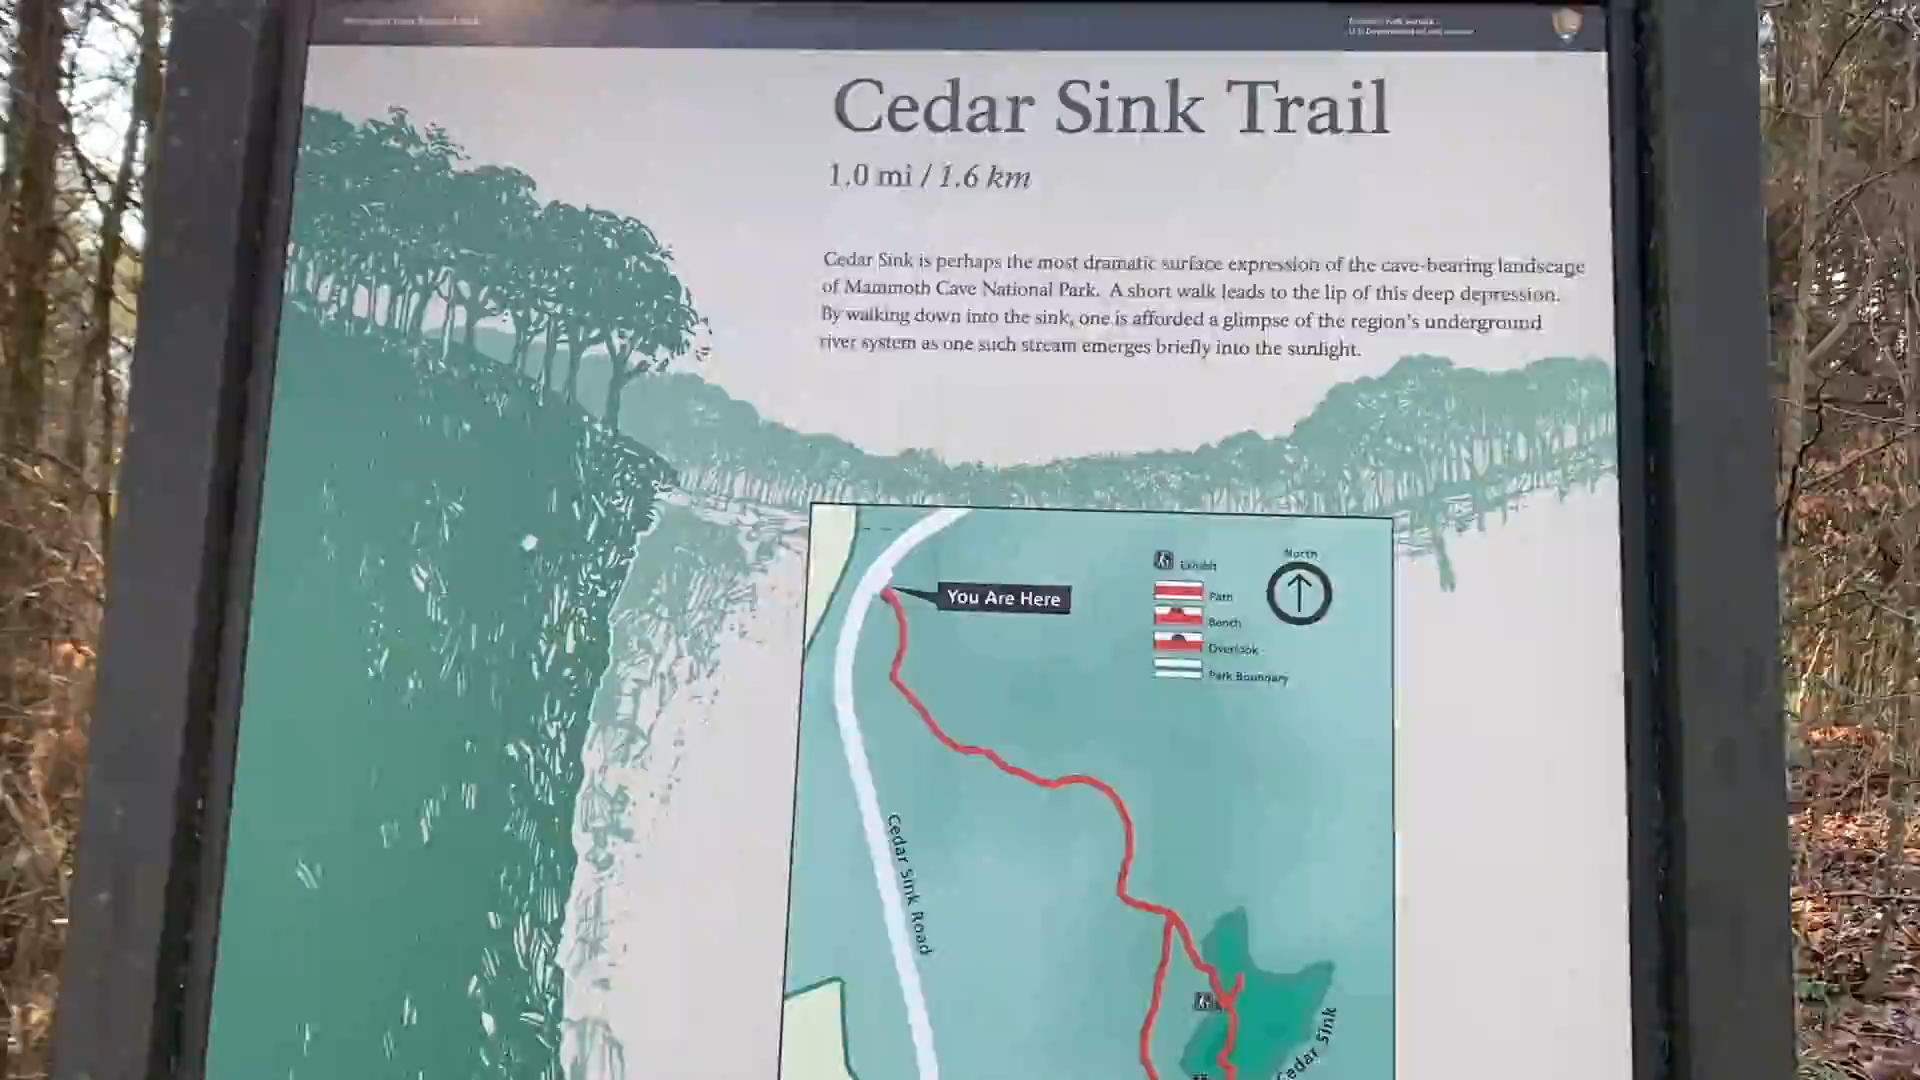 Cedar Sink Trail
1.0 mi / 1.6 km
Cedar Sink is perhaps the most dramatic surface expression of the cave-bearing landscape
of Mammoth Cave National Park. A short walk leads to the lip of this deep depression.
By walking down into the sink, one is afforded a glimpse of the region's underground
river system as one such stream emerges briefly into the sunlight.
You Are Here
North
Exhibit
Path
Bench
Overlook
Park Boundary
Cedar Sink Road
Cedar Sink